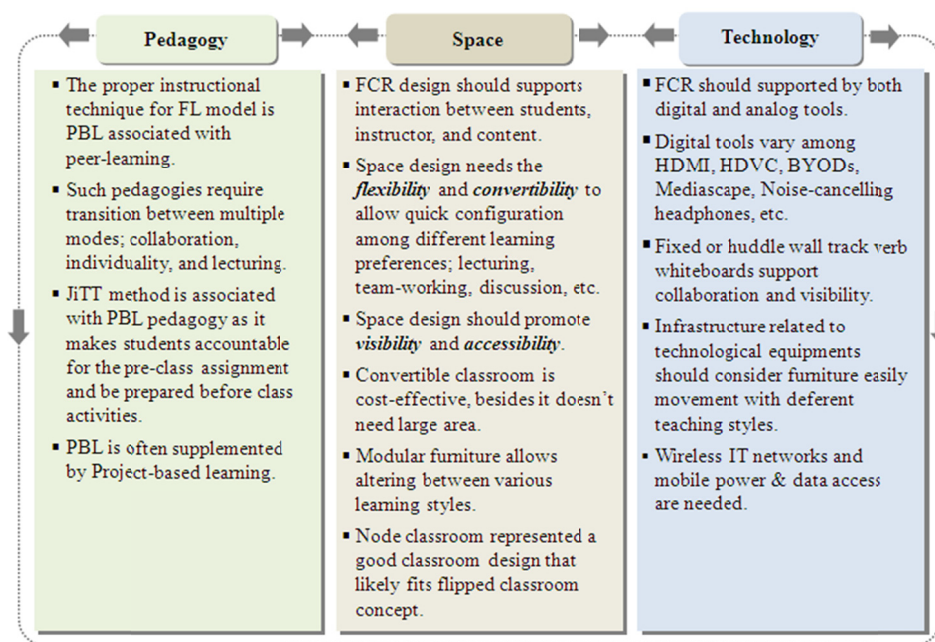 Pedagogy
▪ The proper instructional
technique for FL model is
PBL associated with
peer-learning.
▪ Such pedagogies require
transition between multiple
modes; collaboration,
individuality, and lecturing.
▪ JiTT method is associated
with PBL pedagogy as it
makes students accountable
for the pre-class assignment
and be prepared before class
activities.
▪ PBL is often supplemented
by Project-based learning.
Space
▪ FCR design should supports
interaction between students,
instructor, and content.
▪ Space design needs the
flexibility and convertibility to
allow quick configuration
among different learning
preferences; lecturing,
team-working, discussion, etc.
▪ Space design should promote
visibility and accessibility.
▪ Convertible classroom is
cost-effective, besides it doesn't
need large area.
▪ Modular furniture allows
altering between various
learning styles.
▪ Node classroom represented a
good classroom design that
likely fits flipped classroom
concept.
Technology
▪ FCR should supported by both
digital and analog tools.
▪ Digital tools vary among
HDMI, HDVC, BYODs,
Mediascape, Noise-cancelling
headphones, etc.
▪ Fixed or huddle wall track verb
whiteboards support
collaboration and visibility.
▪ Infrastructure related to
technological equipments
should consider furniture easily
movement with deferent
teaching styles.
▪ Wireless IT networks and
mobile power & data access
are needed.